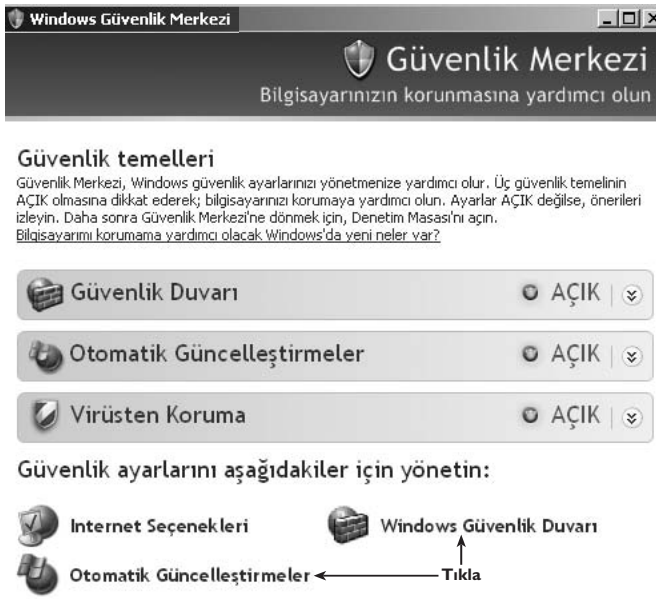 Windows Güvenlik Merkezi
Güvenlik Merkezi
Bilgisayarınızın korunmasına yardımcı olun
Güvenlik temelleri
Güvenlik Merkezi, Windows güvenlik ayarlarınızı yönetmenize yardımcı olur. Üç güvenlik temelinin
AÇIK olmasına dikkat ederek; bilgisayarınızı korumaya yardımcı olun. Ayarlar AÇIK değilse, önerileri
izleyin. Daha sonra Güvenlik Merkezi'ne dönmek için, Denetim Masası'nı açın.
Bilgisayarımı korumama yardımcı olacak Windows'da yeni neler var?
Güvenlik Duvarı AÇIK
Otomatik Güncelleştirmeler AÇIK
Virüsten Koruma AÇIK
Güvenlik ayarlarını aşağıdakiler için yönetin:
Internet Seçenekleri Windows Güvenlik Duvarı
Otomatik Güncelleştirmeler Tıkla